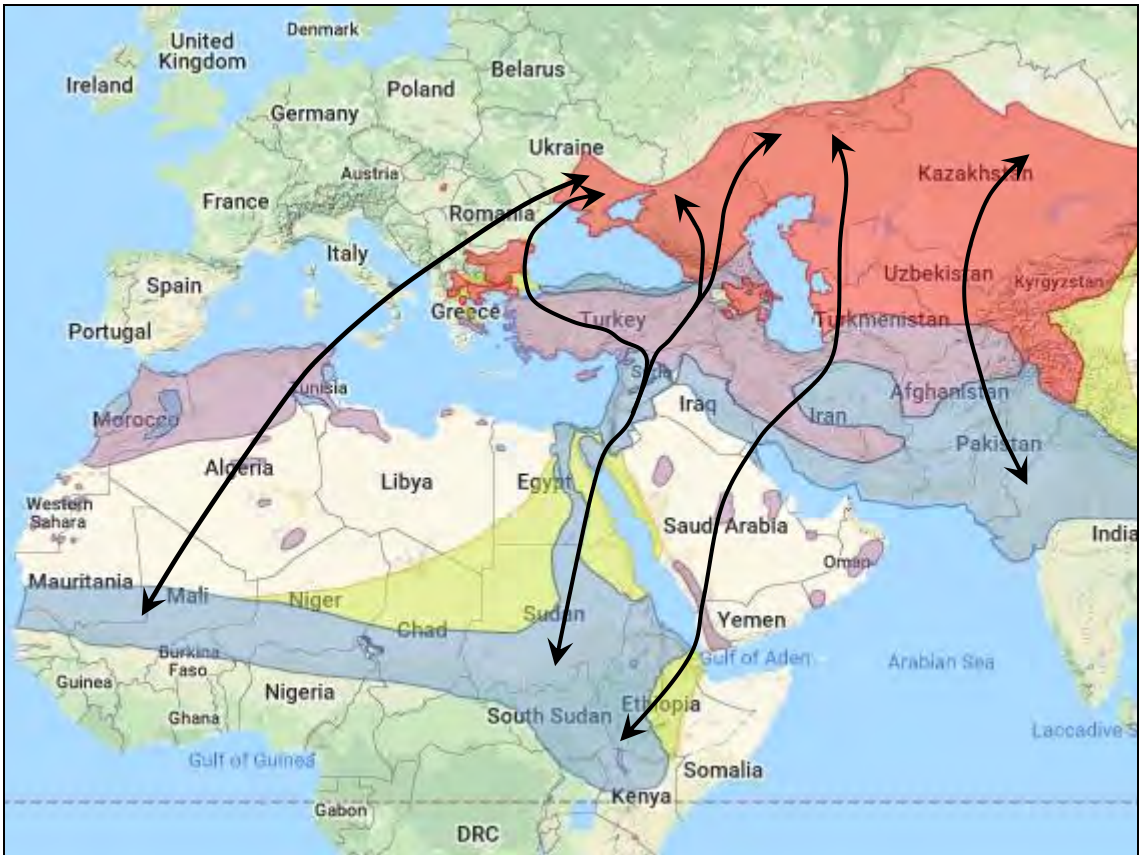 Denmark
United
Kingdom
Ireland
Belarus
Poland
Germany
Ukraine
Austria
Kazakhstan
France
Romania
Italy
Uzbekistan
Kyrgyzstan
Spain
Greece
Turkey
Turkmenistan
Portugal
Syria
Tunisia
Afghanistan
Iraq
Iran
Morocco
Pakistan
Algeria
Libya
Egypt
Western
Sahara
Saudi Arabia
India
Oman
Mauritania
Mali
Niger
Chad
Sudan
Yemen
Burkina
Faso
Gulf of Aden
Arabian Sea
Guinea
Nigeria
Ethiopia
Ghana
South Sudan
Laccadive S
Gulf of Guinea
Somalia
Kenya
Gabon
DRC